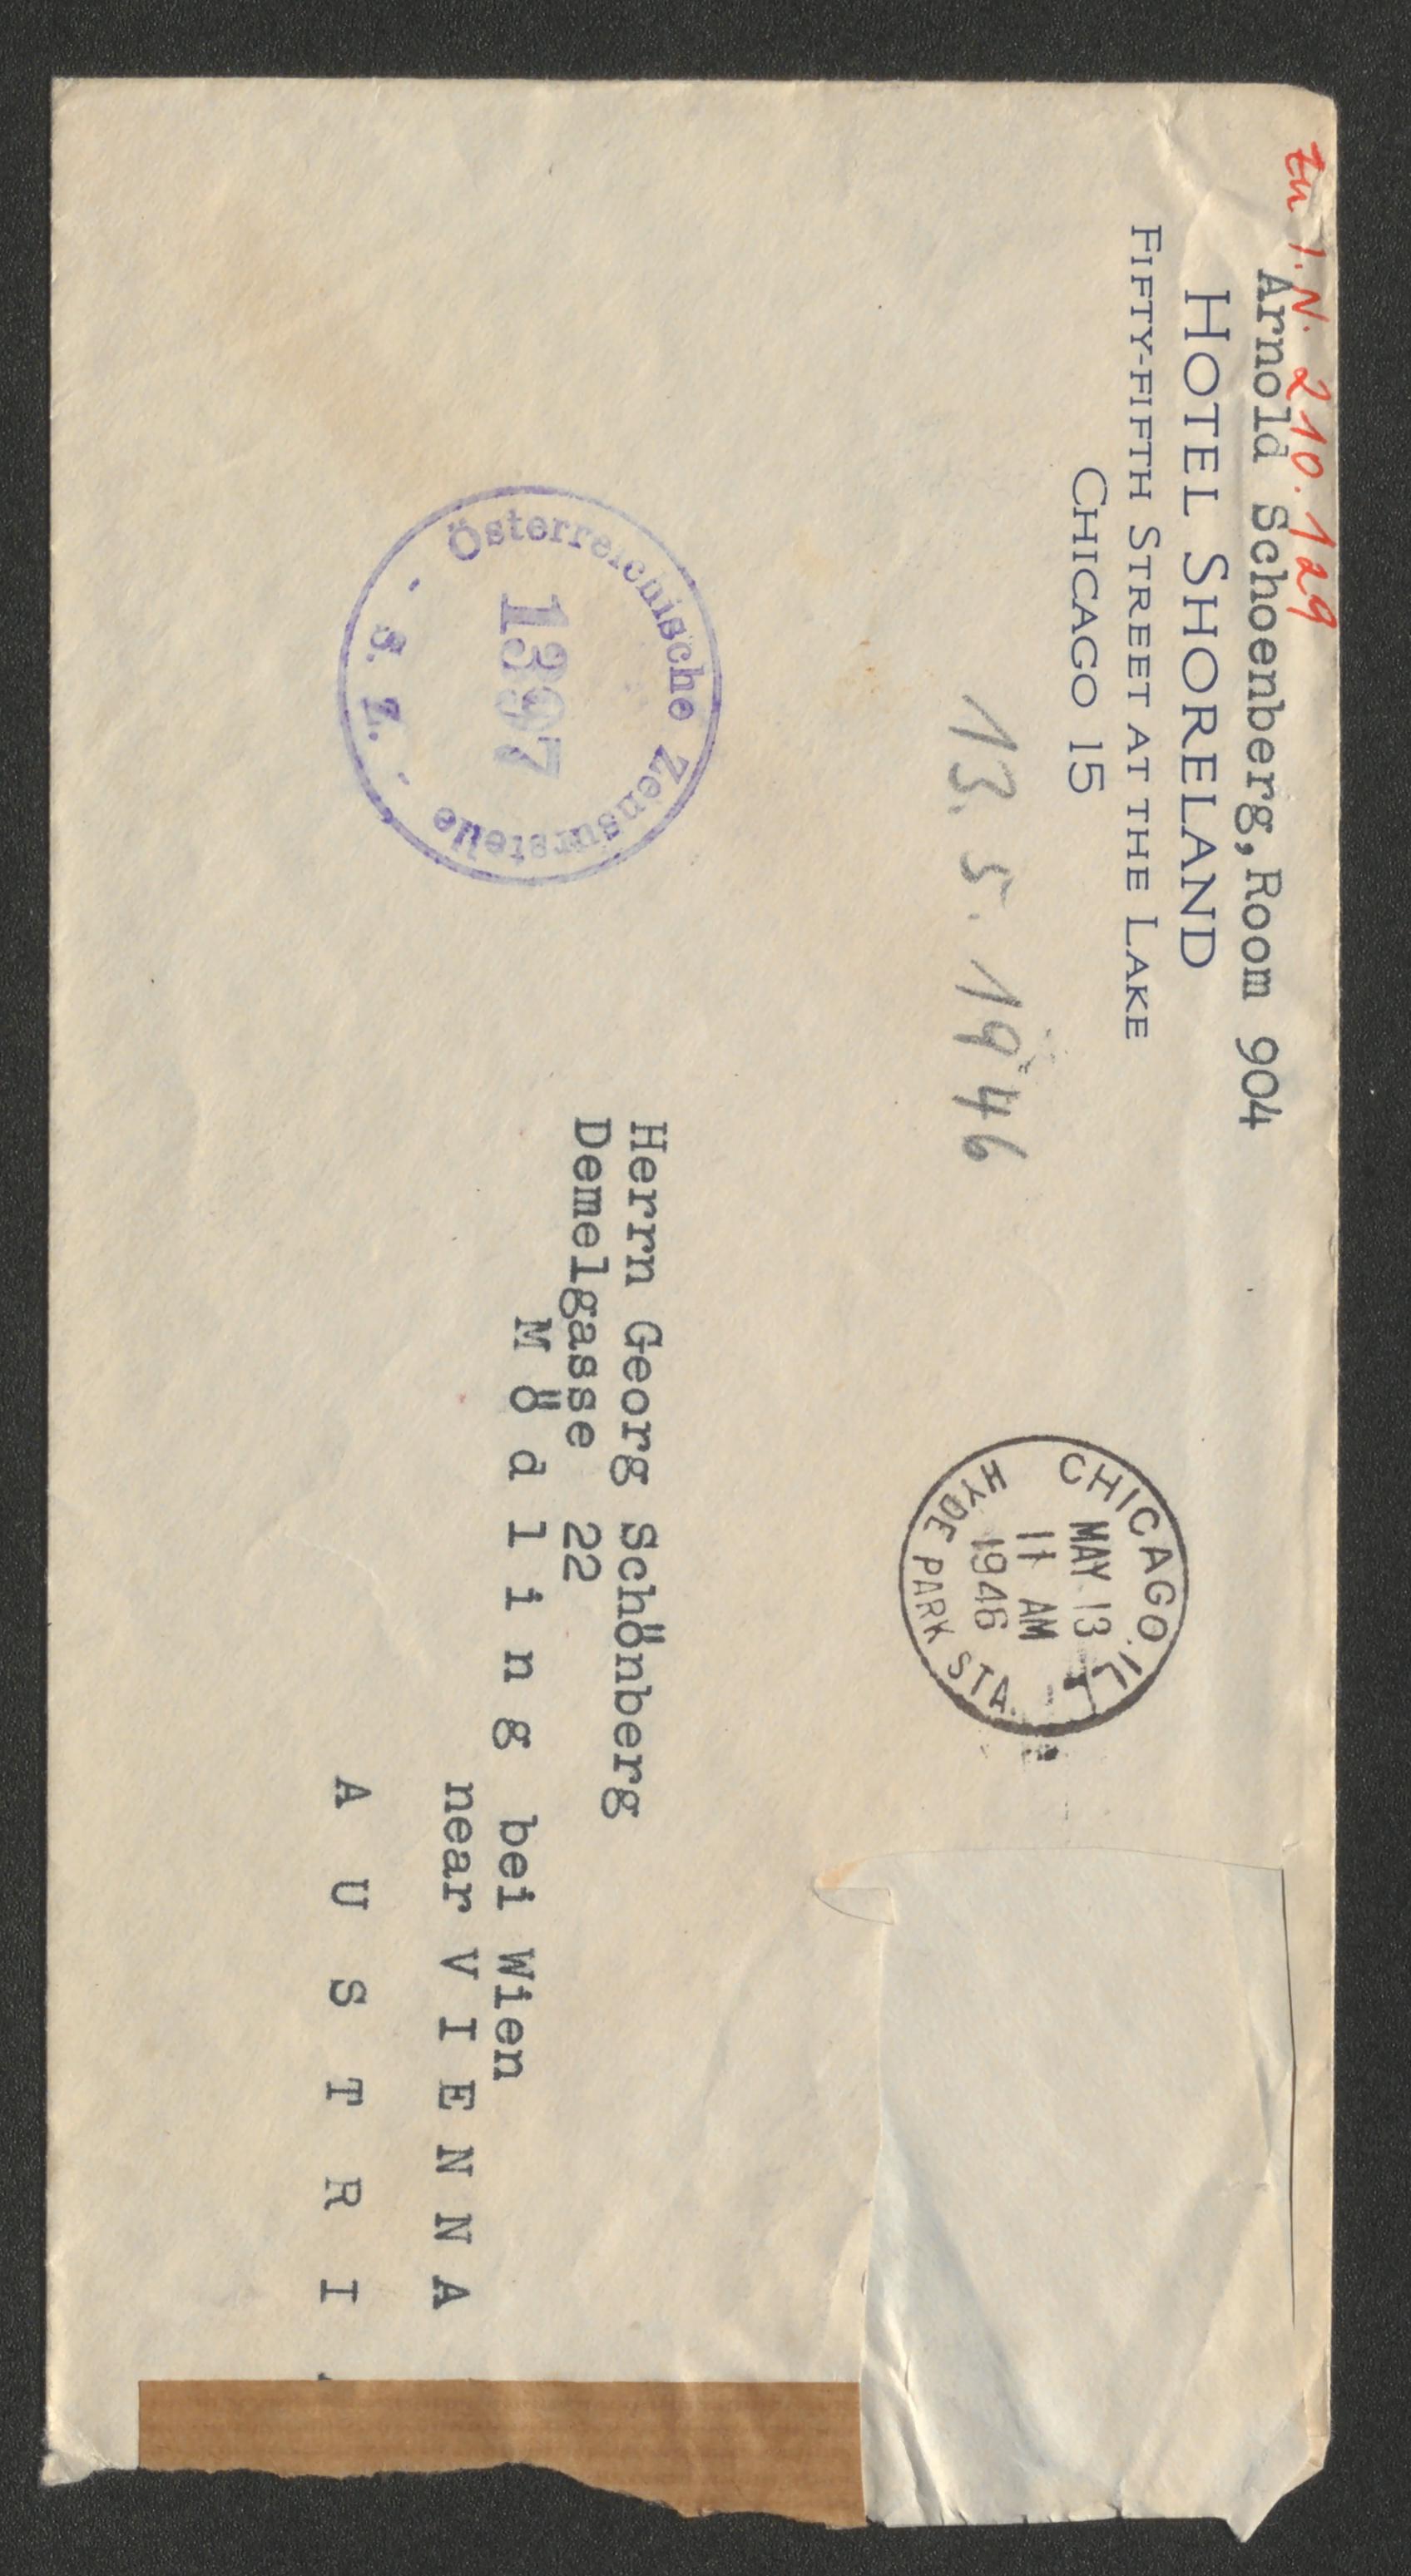 zu I.N. 210.129
Arnold Schoenberg, Room 904
HOTEL SHORELAND
FIFTY-FIFTH STREET AT THE LAKE
CHICAGO 15
13. 5. 1946
CHICAGO, ILL
MAY 13
11 AM
1946
HYDE PARK STA.
Österreichische Zensurstelle
1397
- S. Z. -
Herrn Georg Schönberg
Demelgasse 22
M ö d l i n g bei Wien
near V I E N N A
A U S T R I